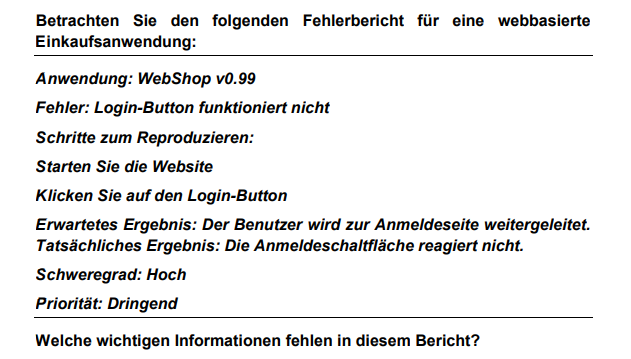 Betrachten Sie den folgenden Fehlerbericht für eine webbasierte
Einkaufsanwendung:
Anwendung: WebShop v0.99
Fehler: Login-Button funktioniert nicht
Schritte zum Reproduzieren:
Starten Sie die Website
Klicken Sie auf den Login-Button
Erwartetes Ergebnis: Der Benutzer wird zur Anmeldeseite weitergeleitet.
Tatsächliches Ergebnis: Die Anmeldeschaltfläche reagiert nicht.
Schweregrad: Hoch
Priorität: Dringend
Welche wichtigen Informationen fehlen in diesem Bericht?